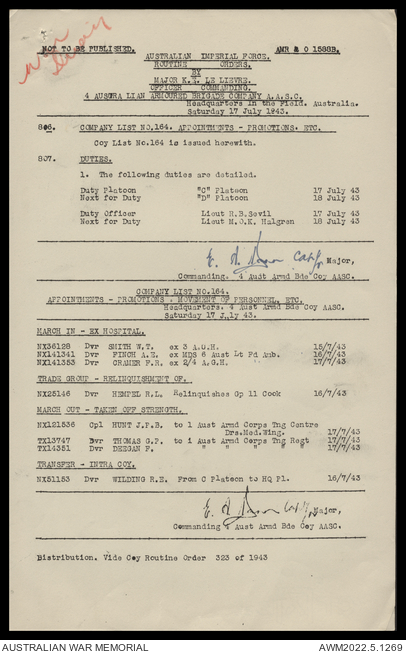 War Diary
NOT TO BE PUBLISHED. AMR & O 1588B.
AUSTRALIAN IMPERIAL FORCE.
ROUTINE ORDERS.
BY
MAJOR K.E. LE LIEVRE.
OFFICER COMMANDING.
4 AUSTRA LIAN ARMOURED BRIGADE COMPANY A.A.S.C.
Headquarters In the Field. Australia.
Saturday 17 July 1943.
806. COMPANY LIST NO.164. APPOINTMENTS - PROMOTIONS. ETC.
Coy List No.164 is issued herewith.
807. DUTIES.
1. The following duties are detailed.
Duty Platoon "C" Platoon 17 July 43
Next for Duty "D" Platoon 18 July 43
Duty Officer Lieut H.B.Sevil 17 July 43
Next for Duty Lieut M.O.K Halgren 18 July 43
Capt for Major,
Commanding. 4 Aust Armd Bde Coy AASC.
COMPANY LIST NO.164.
APPOINTMENTS - PROMOTIONS . MOVEMENT OF PERSONNEL, ETC.
Headquarters. 4 Aust Armd Bde Coy AASC.
Saturday 17 July 43.
MARCH IN - EX HOSPITAL.
NX36128 Dvr SMITH W.T. ex 3 A.G.H. 15/7/43
NX141341 Dvr FINCH A.E. ex MDS 6 Aust Lt Fd Amb. 16/7/43
NX141353 Dvr CRAMER F.R. ex 2/4 A.G.H. 17/7/43
TRADE GROUP - RELINQUISHMENT OF.
NX25146 Dvr HEMPEL R.L. Relinquishes Gp 11 Cook 16/7/43
MARCH OUT - TAKEN OFF STRENGTH.
NX121536 Cpl HUNT J.P.B. to 1 Aust Armd Corps Tng Centre
Drs.Med.Wing. 17/7/43
TX13747 Dvr THOMAS G.P. to 1 Aust Armd Corps Tng Regt 17/7/43
TX14351 Dvr DEEGAN F. " " " " " 17/7/43
TRANSFER - INTRA COY.
NX51153 Dvr WILDING R.E. From C Platoon to HQ Pl. 16/7/43
Capt for Major,
Commanding 4 Aust Armd Bde Coy AASC.
Distribution. Vide Coy Routine Order 323 of 1943
AUSTRALIAN WAR MEMORIAL AWM2022.5.1269